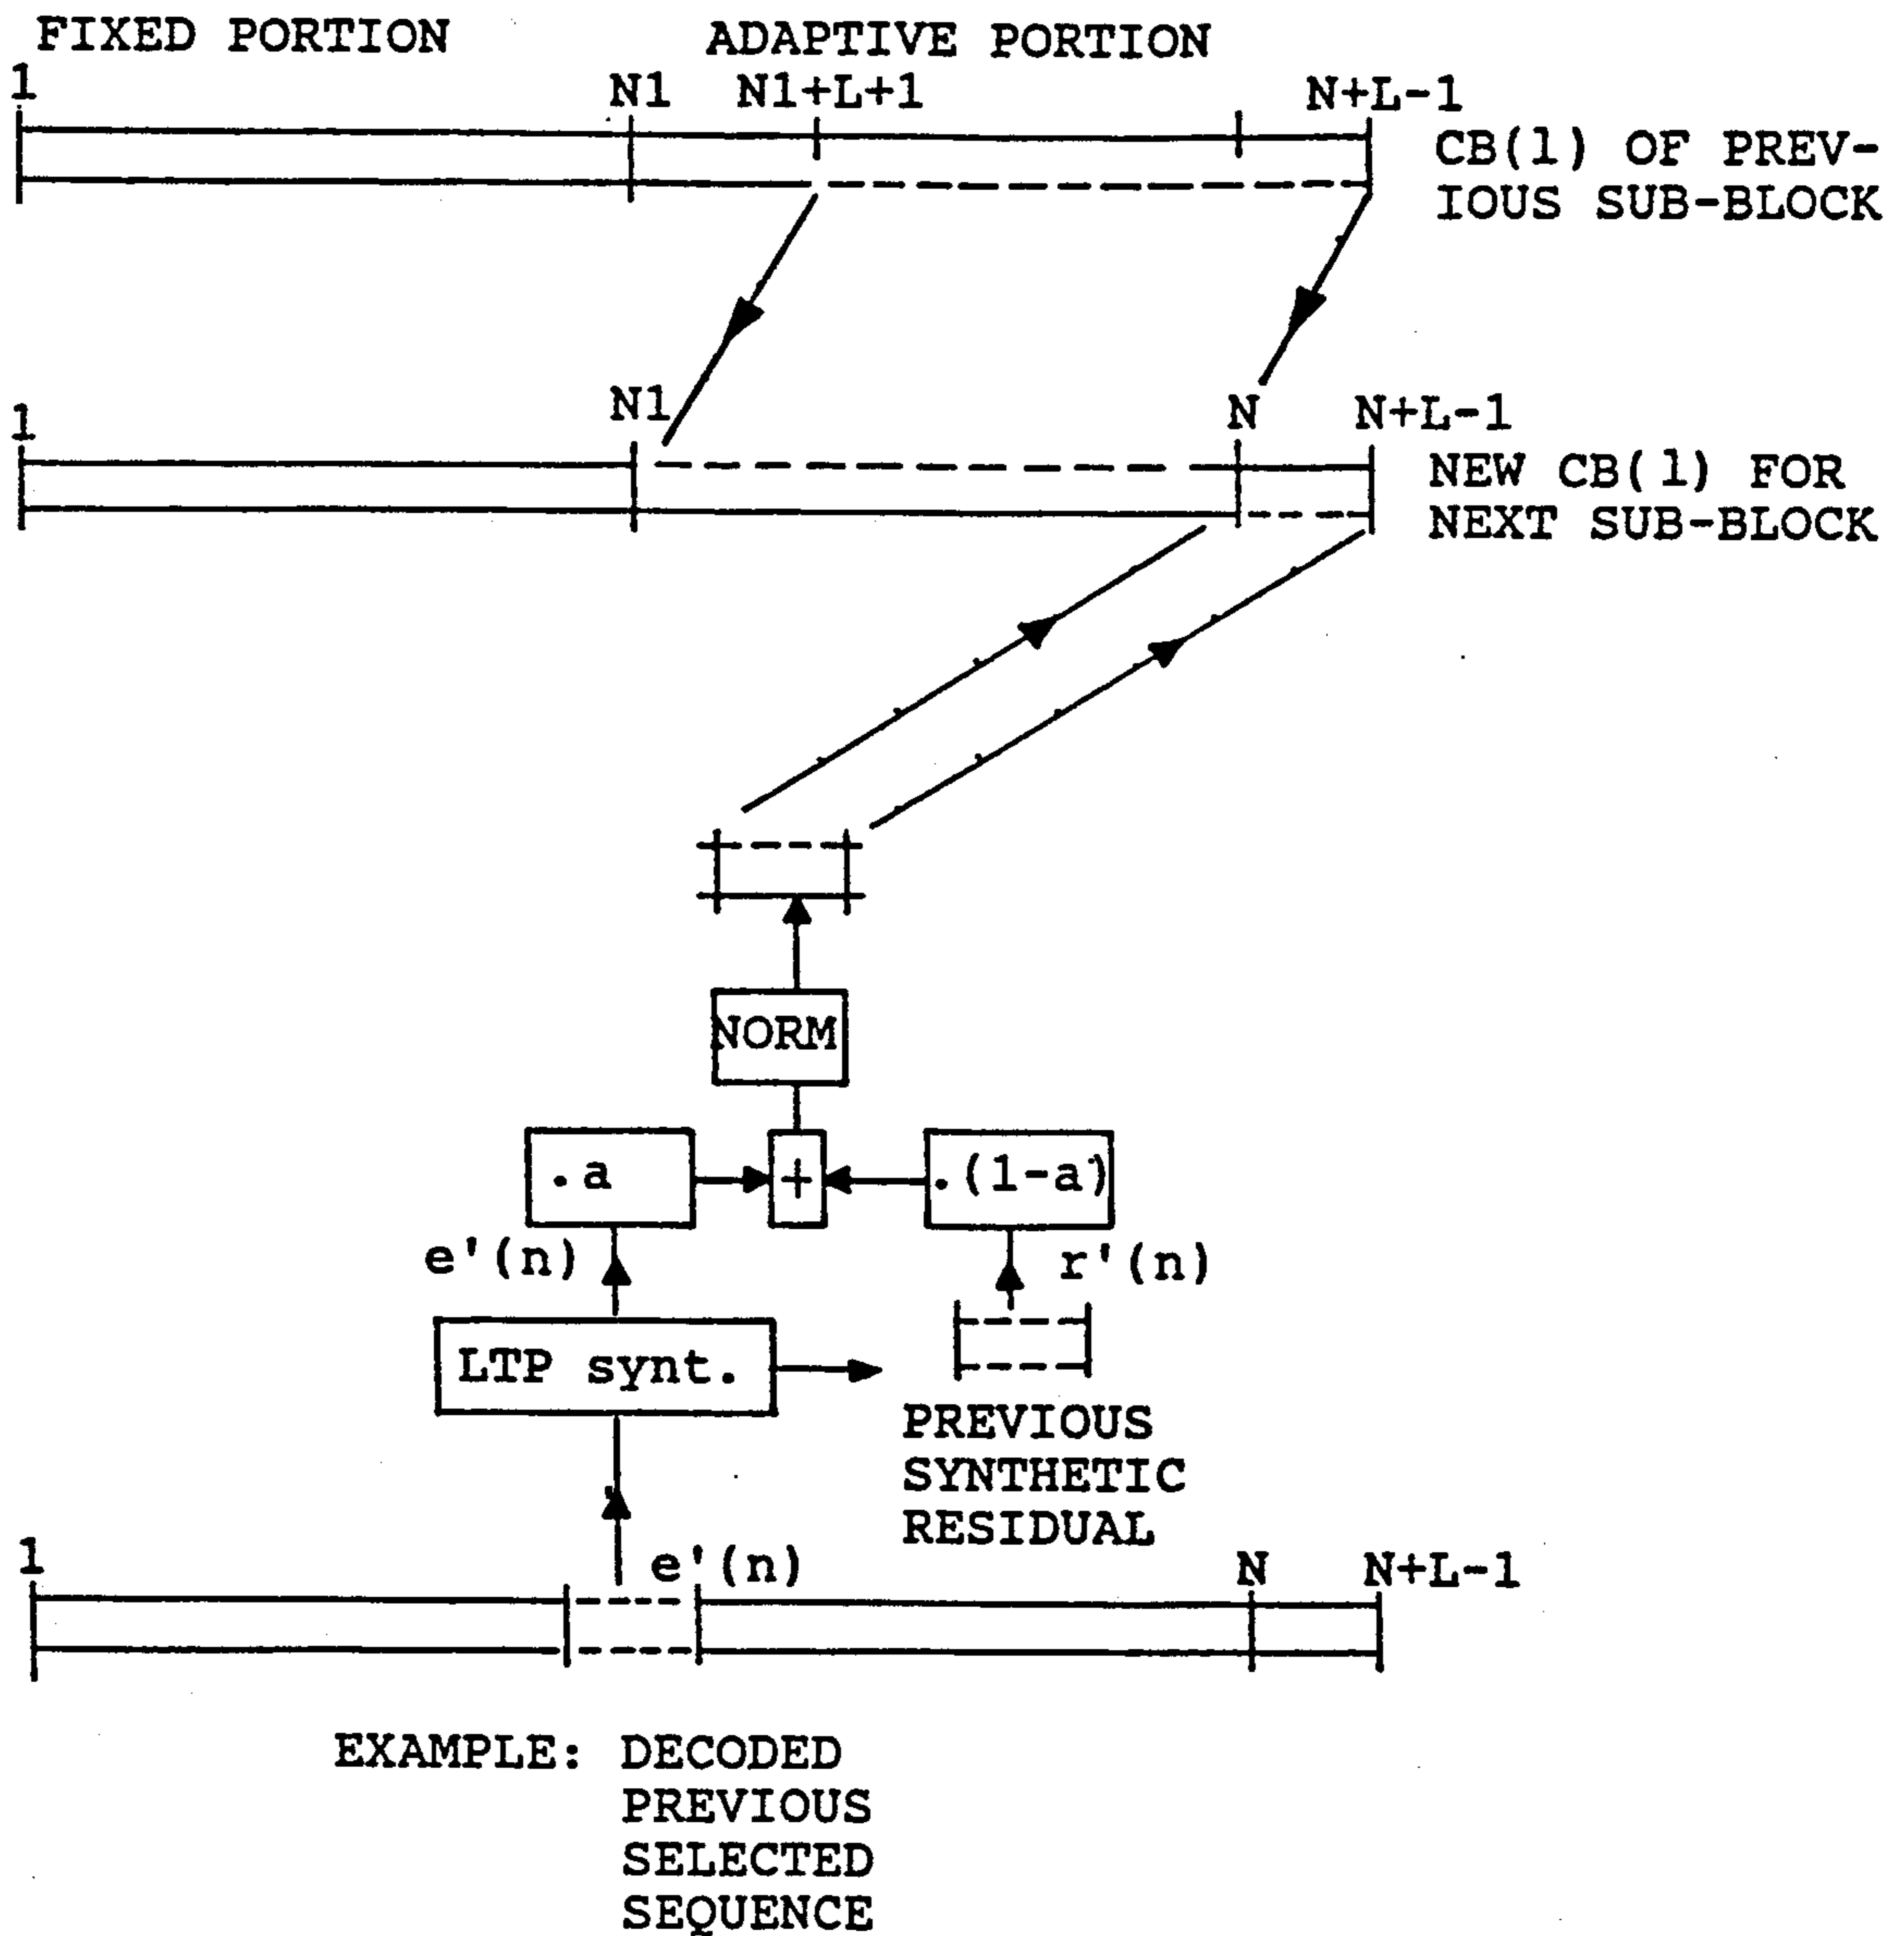 FIXED PORTION ADAPTIVE PORTION
1 N1 N1+L+1 N+L-1
CB(l) OF PREV-
IOUS SUB-BLOCK
1 N1 N N+L-1
NEW CB(l) FOR
NEXT SUB-BLOCK
NORM
.a + .(1-a)
e'(n) r'(n)
LTP synt.
PREVIOUS
SYNTHETIC
RESIDUAL
1 e'(n) N N+L-1
EXAMPLE: DECODED
PREVIOUS
SELECTED
SEQUENCE